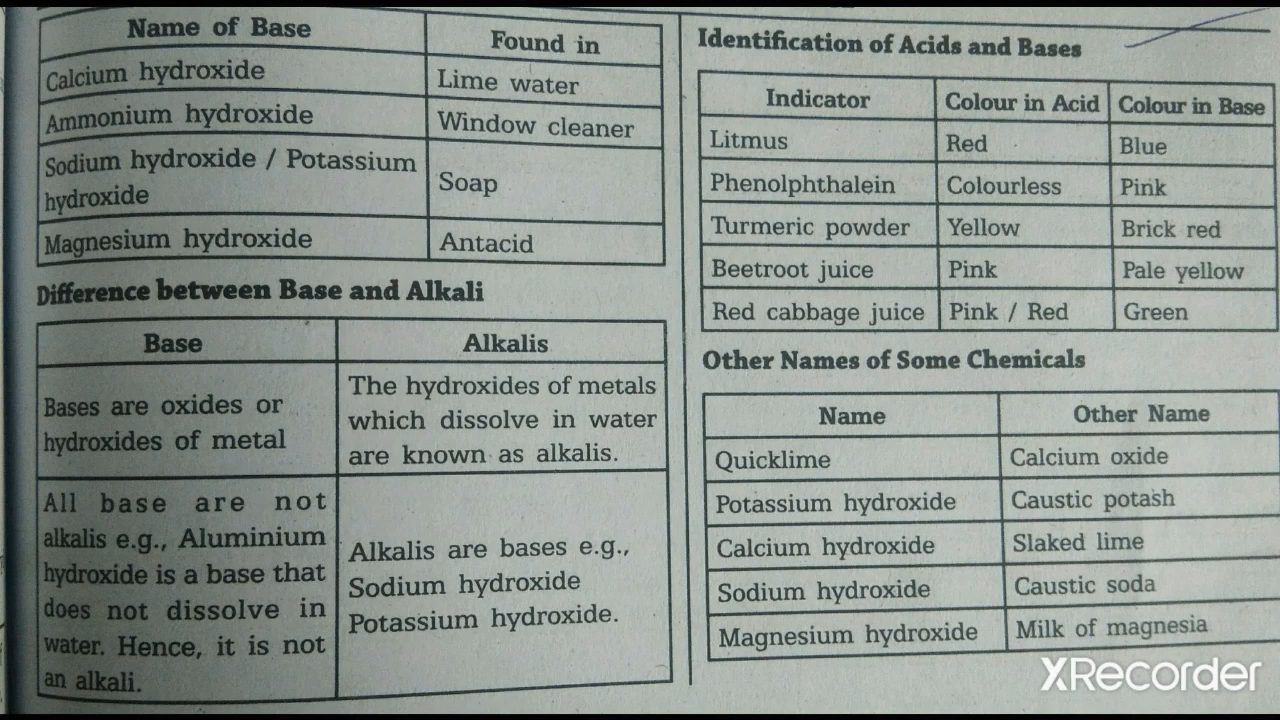 Name of Base Found in
Calcium hydroxide Lime water
Ammonium hydroxide Window cleaner
Sodium hydroxide / Potassium
hydroxide Soap
Magnesium hydroxide Antacid
Difference between Base and Alkali
Base Alkalis
Bases are oxides or
hydroxides of metal
The hydroxides of metals
which dissolve in water
are known as alkalis.
All base are not
alkalis e.g., Aluminium
hydroxide is a base that
does not dissolve in
water. Hence, it is not
an alkali.
Alkalis are bases e.g.,
Sodium hydroxide
Potassium hydroxide.
Identification of Acids and Bases
Indicator Colour in Acid Colour in Base
Litmus Red Blue
Phenolphthalein Colourless Pink
Turmeric powder Yellow Brick red
Beetroot juice Pink Pale yellow
Red cabbage juice Pink / Red Green
Other Names of Some Chemicals
Name Other Name
Quicklime Calcium oxide
Potassium hydroxide Caustic potash
Calcium hydroxide Slaked lime
Sodium hydroxide Caustic soda
Magnesium hydroxide Milk of magnesia
XRecorder